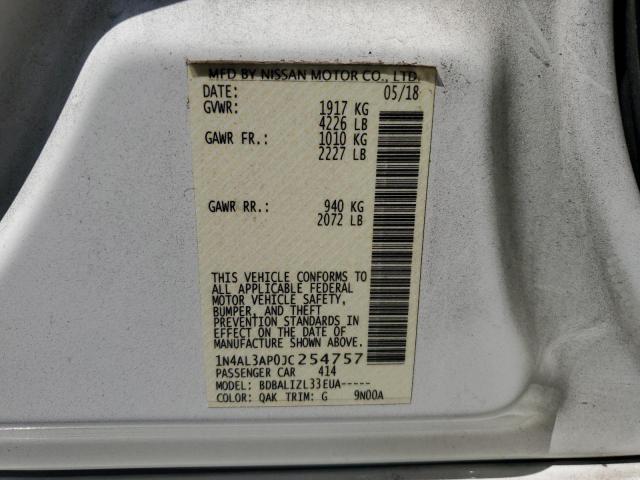 MFD BY NISSAN MOTOR CO., LTD.
DATE: 05/18
GVWR: 1917 KG
4226 LB
GAWR FR.: 1010 KG
2227 LB
GAWR RR.: 940 KG
2072 LB
THIS VEHICLE CONFORMS TO
ALL APPLICABLE FEDERAL
MOTOR VEHICLE SAFETY,
BUMPER, AND THEFT
PREVENTION STANDARDS IN
EFFECT ON THE DATE OF
MANUFACTURE SHOWN ABOVE.
1N4AL3AP0JC254757
PASSENGER CAR 414
MODEL: BDBALIZL33EUA-----
COLOR: QAK TRIM: G 9N00A